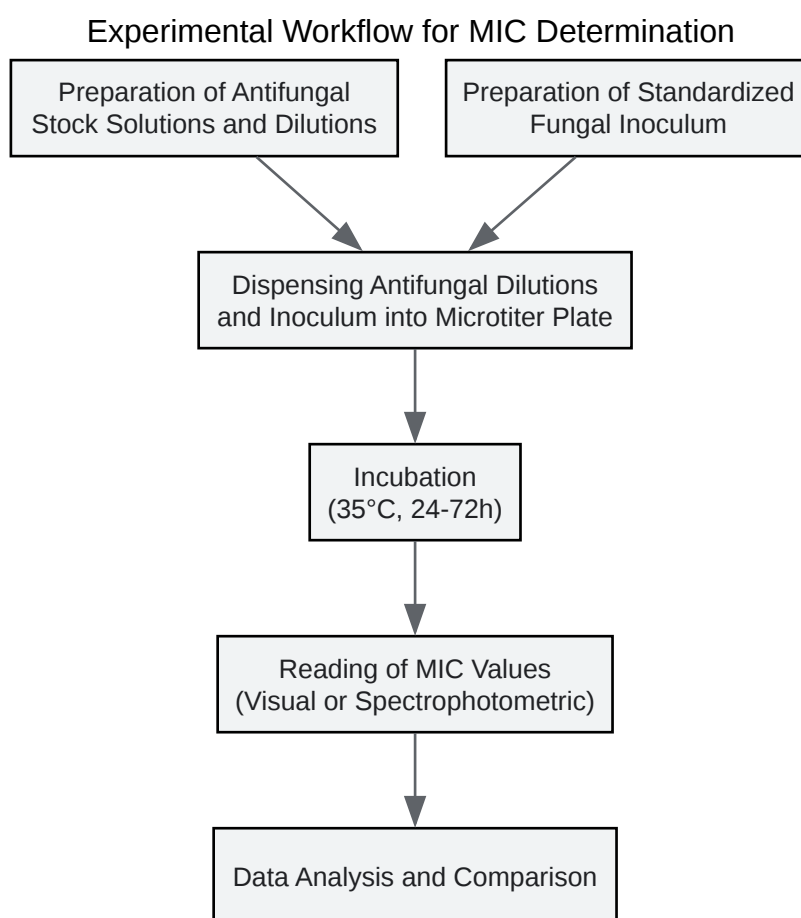 Experimental Workflow for MIC Determination
Preparation of Antifungal
Stock Solutions and Dilutions
Preparation of Standardized
Fungal Inoculum
Dispensing Antifungal Dilutions
and Inoculum into Microtiter Plate
Incubation
(35°C, 24-72h)
Reading of MIC Values
(Visual or Spectrophotometric)
Data Analysis and Comparison